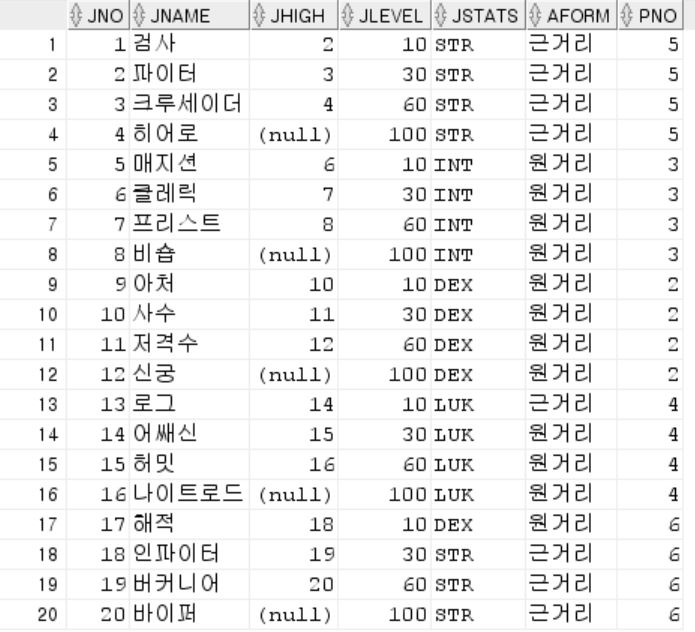 JNO JNAME JHIGH JLEVEL JSTATS AFORM PNO
1 1 검사 2 10 STR 근거리 5
2 2 파이터 3 30 STR 근거리 5
3 3 크루세이더 4 60 STR 근거리 5
4 4 히어로 (null) 100 STR 근거리 5
5 5 매지션 6 10 INT 원거리 3
6 6 클레릭 7 30 INT 원거리 3
7 7 프리스트 8 60 INT 원거리 3
8 8 비숍 (null) 100 INT 원거리 3
9 9 아처 10 10 DEX 원거리 2
10 10 사수 11 30 DEX 원거리 2
11 11 저격수 12 60 DEX 원거리 2
12 12 신궁 (null) 100 DEX 원거리 2
13 13 로그 14 10 LUK 근거리 4
14 14 어쌔신 15 30 LUK 원거리 4
15 15 허밋 16 60 LUK 원거리 4
16 16 나이트로드 (null) 100 LUK 원거리 4
17 17 해적 18 10 DEX 원거리 6
18 18 인파이터 19 30 STR 근거리 6
19 19 버커니어 20 60 STR 근거리 6
20 20 바이퍼 (null) 100 STR 근거리 6